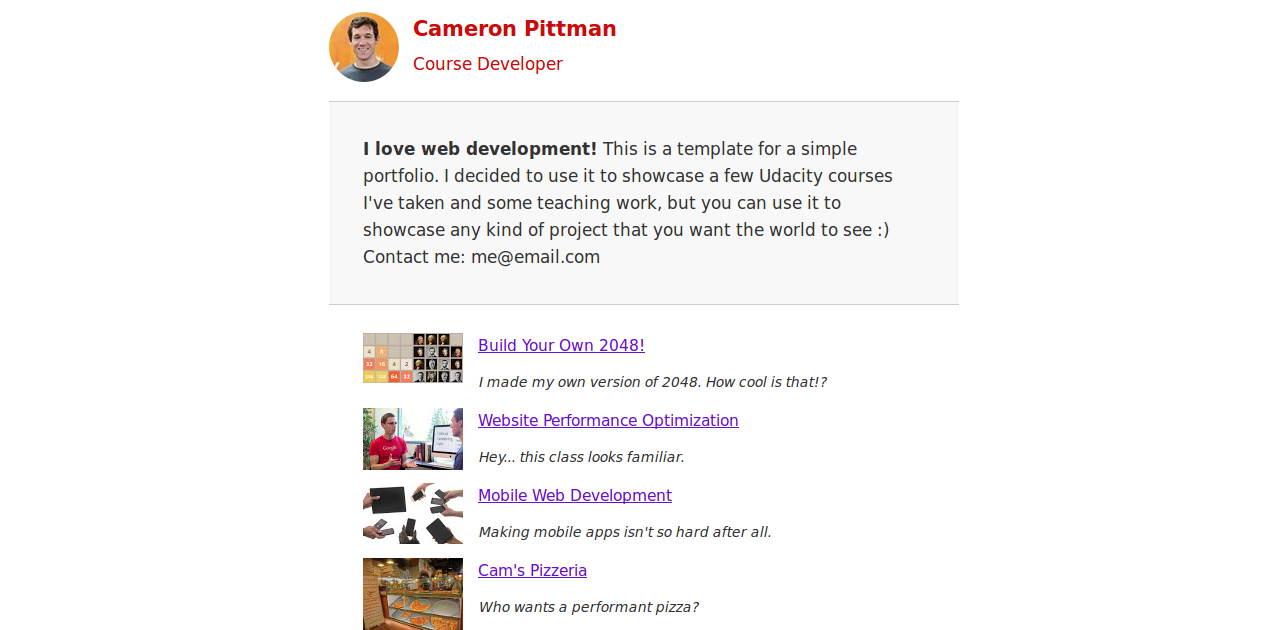 Cameron Pittman
Course Developer
I love web development! This is a template for a simple
portfolio. I decided to use it to showcase a few Udacity courses
I've taken and some teaching work, but you can use it to
showcase any kind of project that you want the world to see :)
Contact me: me@email.com
Build Your Own 2048!
I made my own version of 2048. How cool is that!?
Website Performance Optimization
Hey... this class looks familiar.
Mobile Web Development
Making mobile apps isn't so hard after all.
Cam's Pizzeria
Who wants a performant pizza?